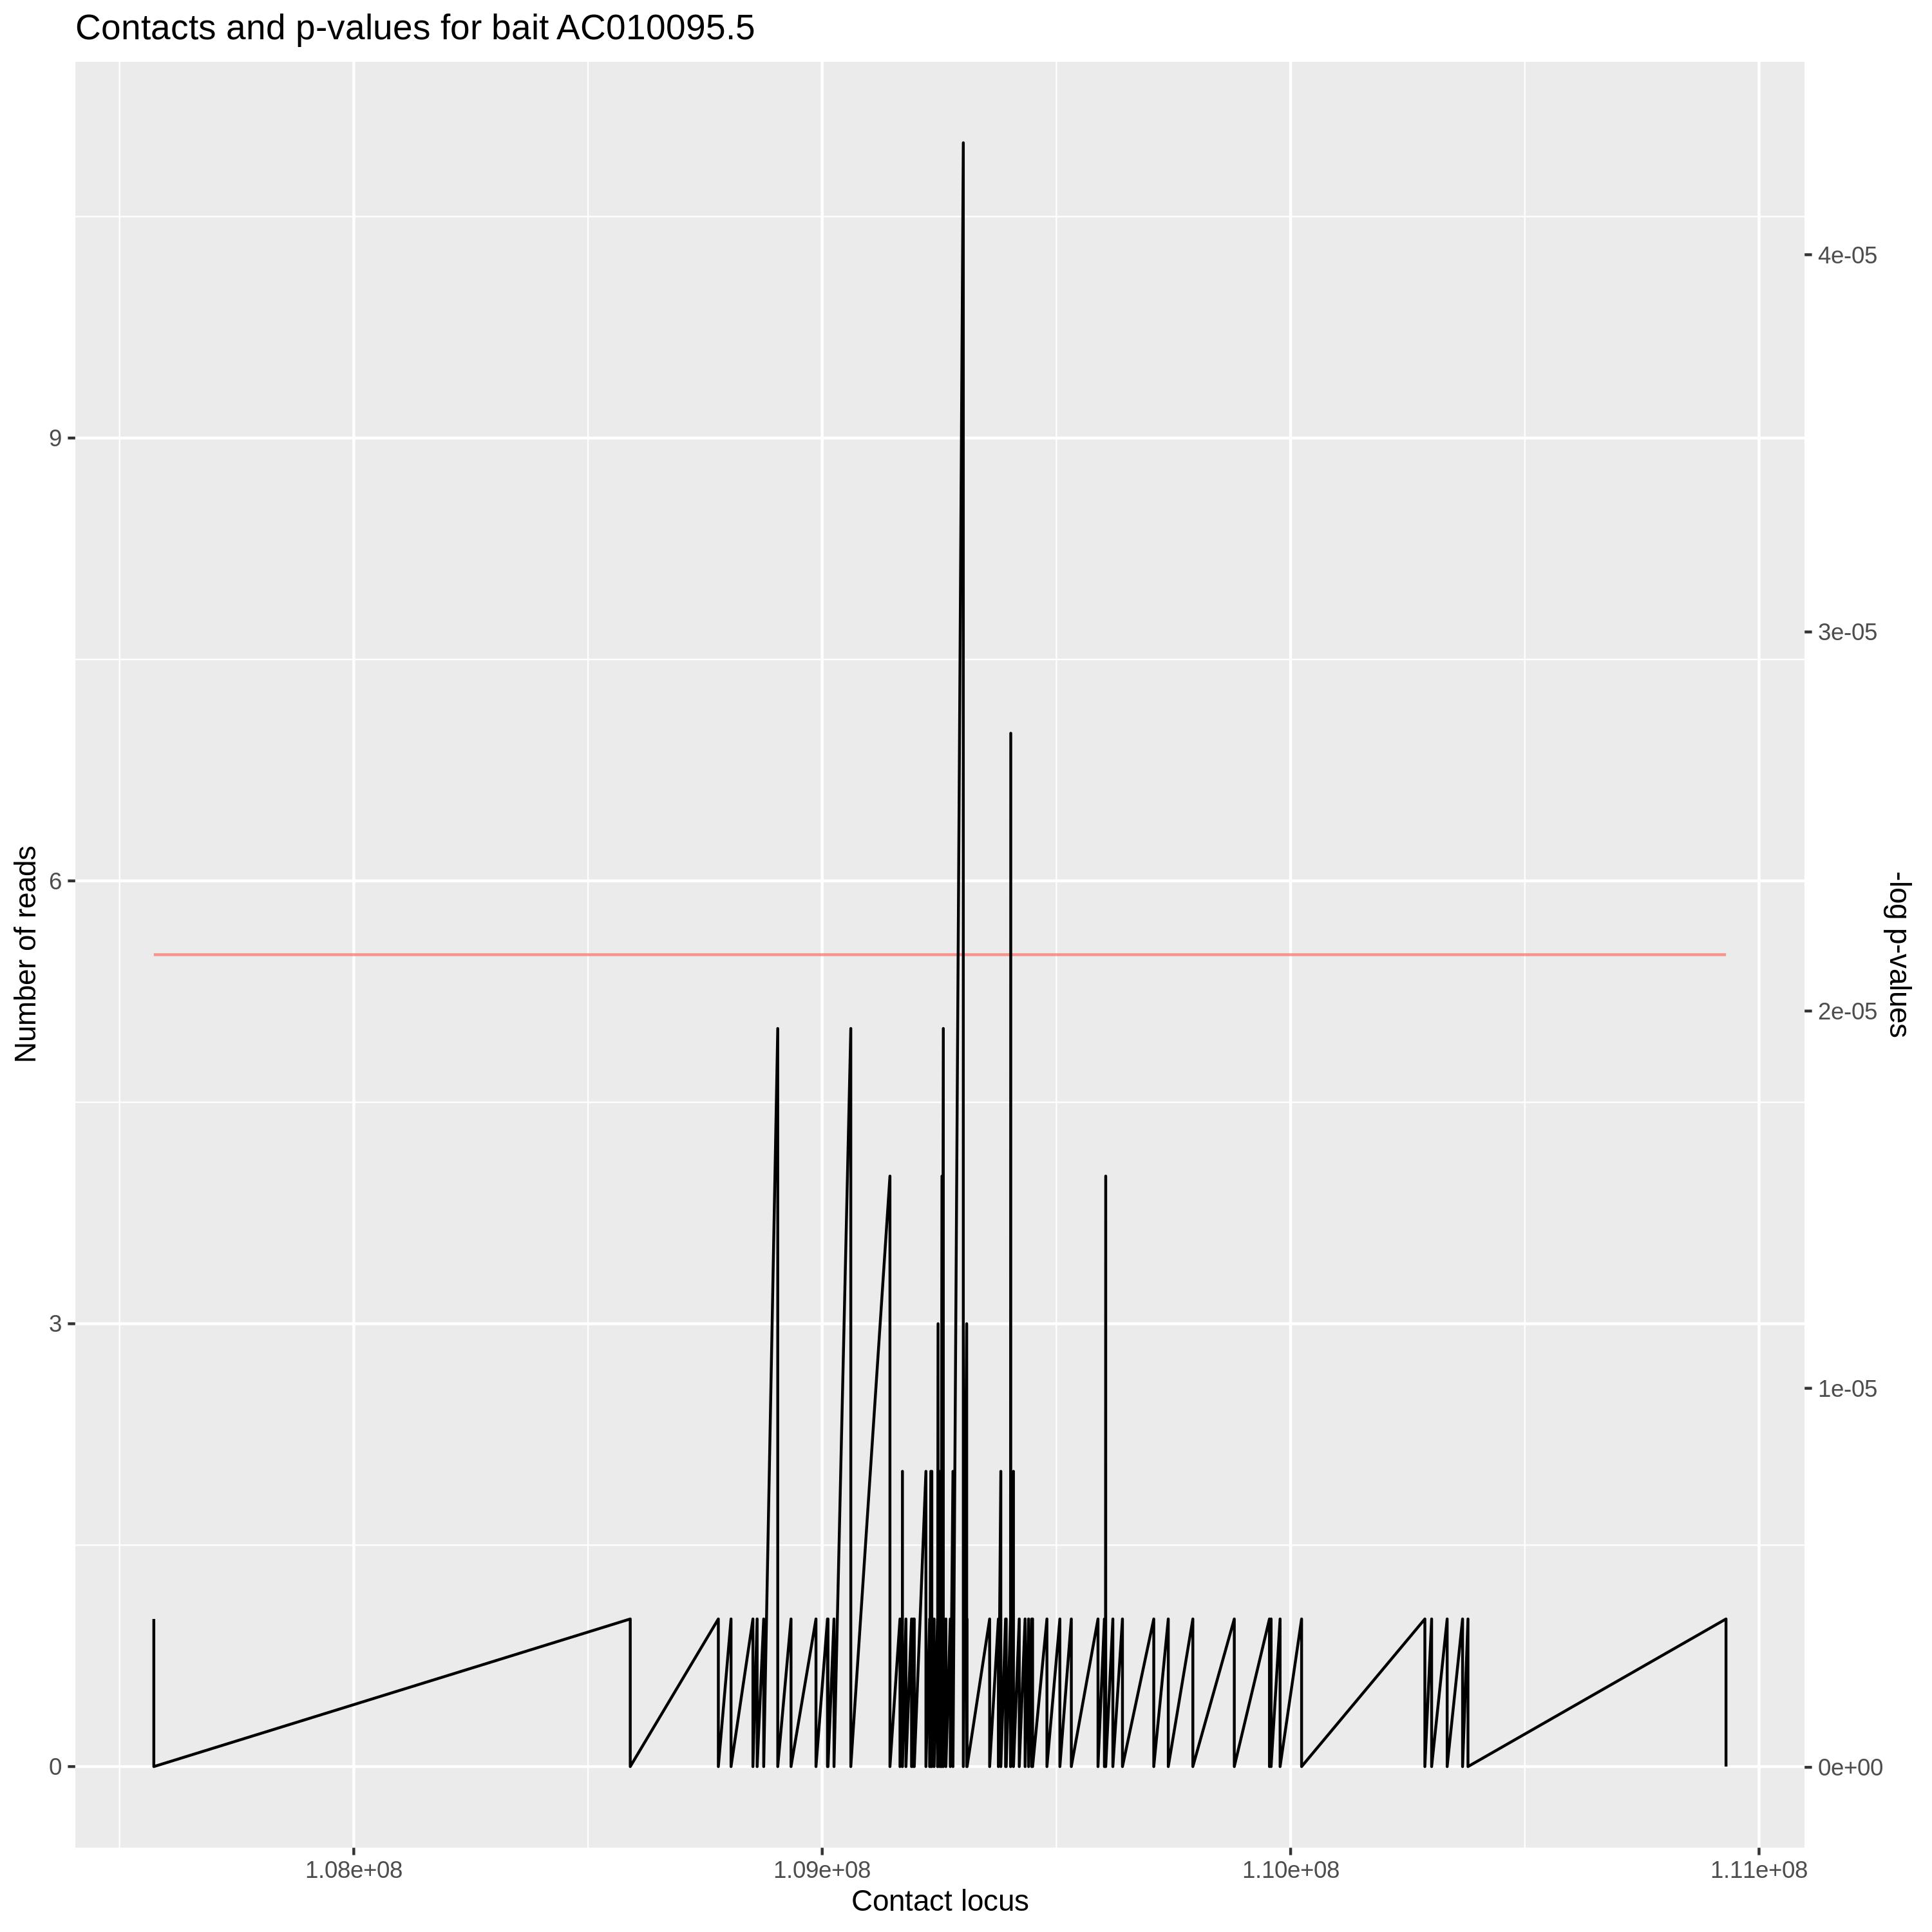 Contacts and p-values for bait AC010095.5
Number of reads
9
6
3
0
4e-05
3e-05
2e-05
1e-05
0e+00
-log p-values
1.08e+08
1.09e+08
1.10e+08
1.11e+08
Contact locus